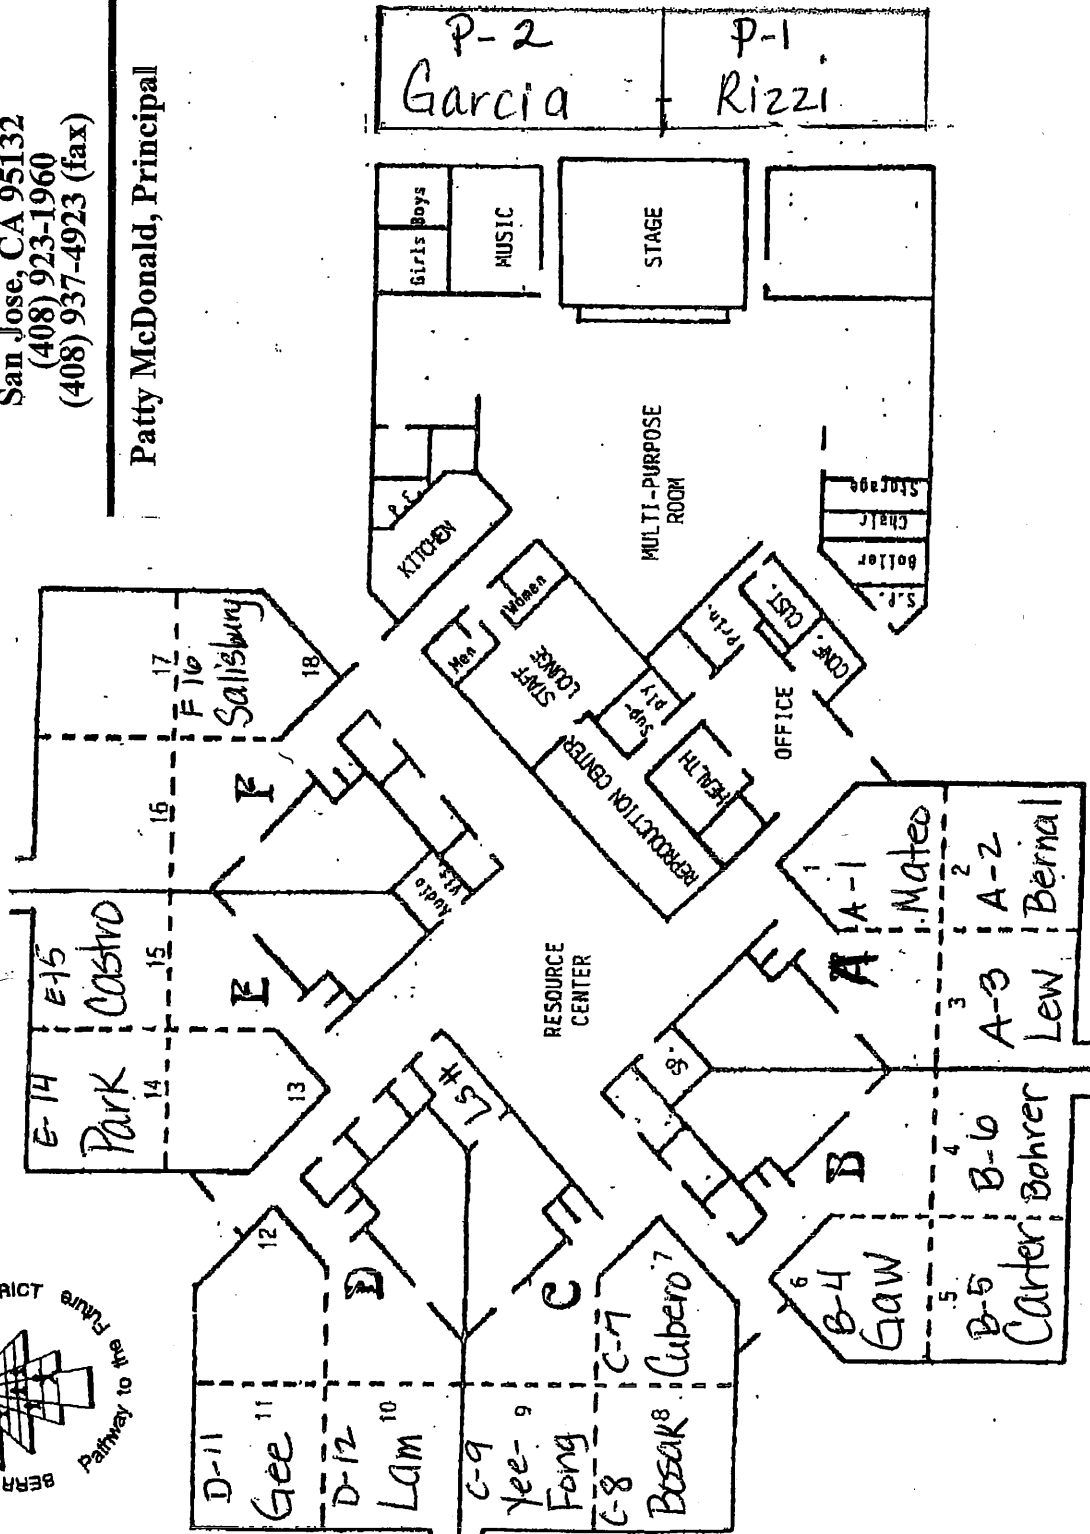 San Jose, CA 95132
(408) 923-1960
(408) 937-4923 (fax)
Patty McDonald, Principal
RICT
Pathway to the Future
BERR
P-2
Garcia
P-1
Rizzi
Girls
Boys
MUSIC
STAGE
MULTI-PURPOSE
ROOM
KITCHEN
Storage
Chair
Boiler
S.P.
Men
Women
STAFF
LOUNGE
Sup-
ply
Prin.
CUST.
CONF.
OFFICE
HEALTH
REPRODUCTION CENTER
RESOURCE
CENTER
17
F 16
Salisbury
18
16
F
Audio
Vis.
E-15
Castro
15
E
E-14
Park
14
13
LSH
12
D
D-11
Gee
11
D-12
Lam
10
C-9
Yee-
Fong
9
C
C-8
Bosak
8
C-7
Cubero
7
B-4
Gaw
6
B-5
Carter
5
B-6
Bohrer
4
B
A-3
Lew
3
A
A-1
Mateo
1
A-2
Bernal
2